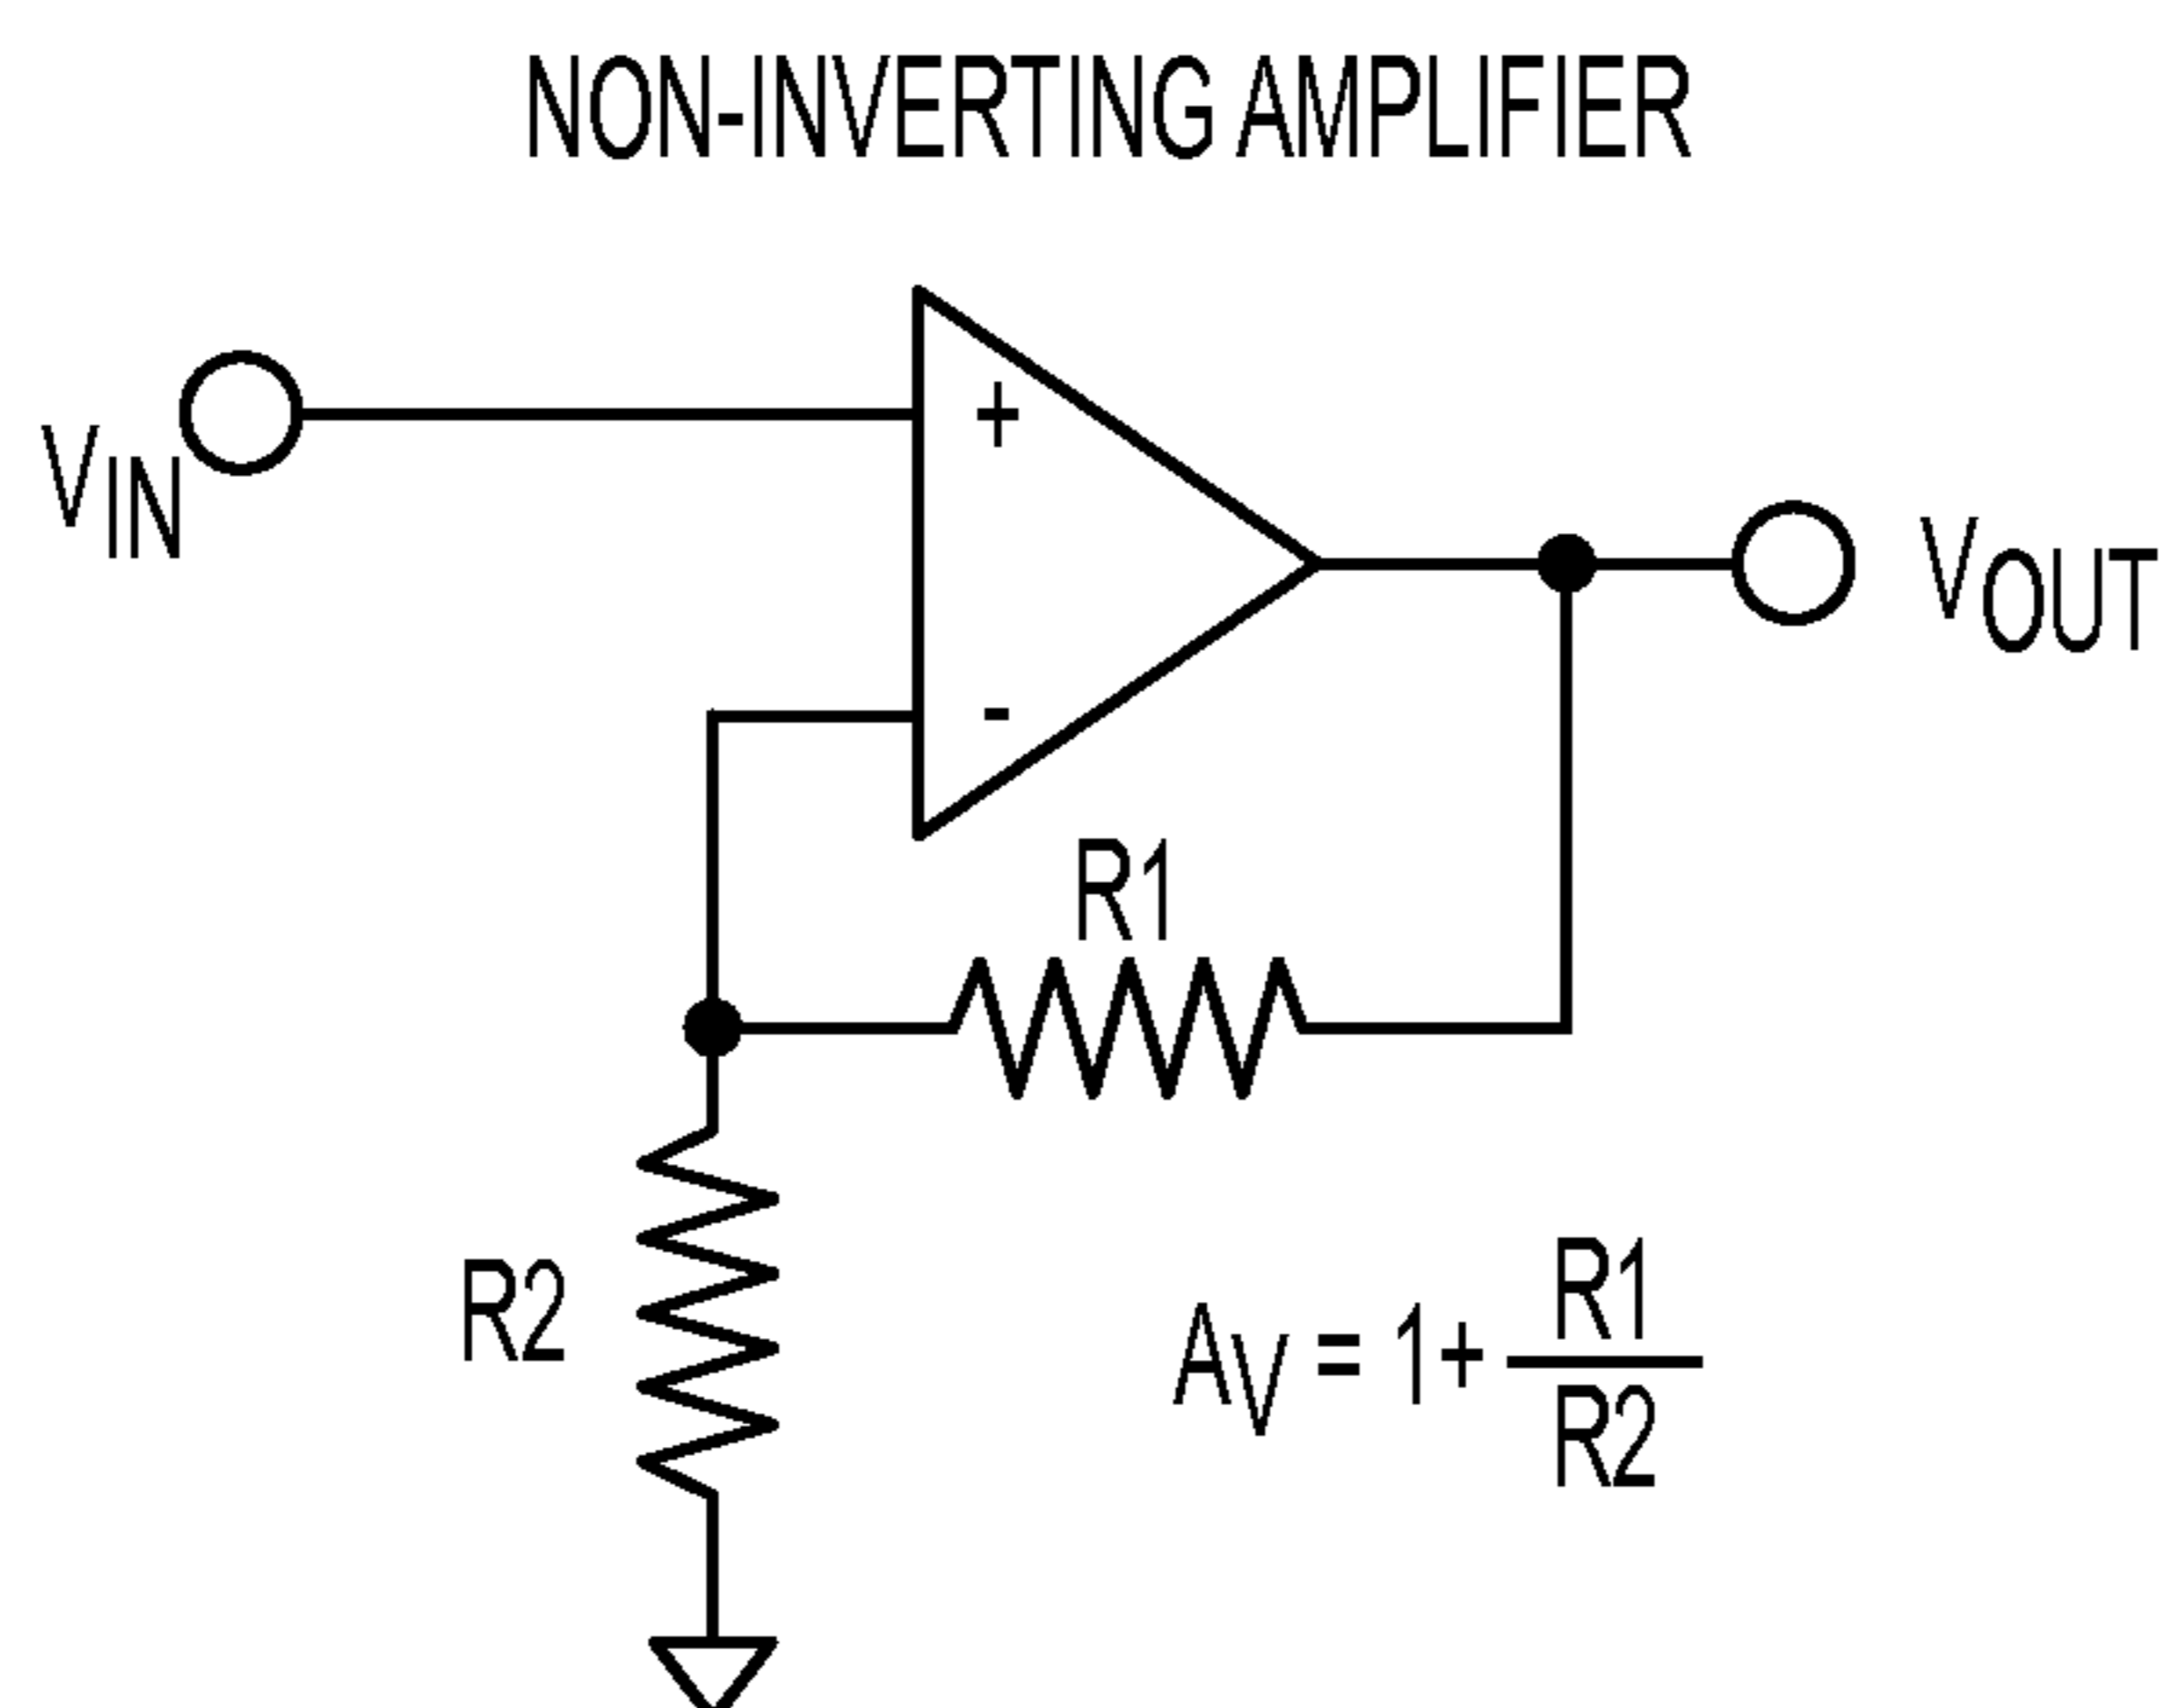 NON-INVERTING AMPLIFIER
VIN
+
VOUT
-
R1
R2
AV = 1+ R1
R2